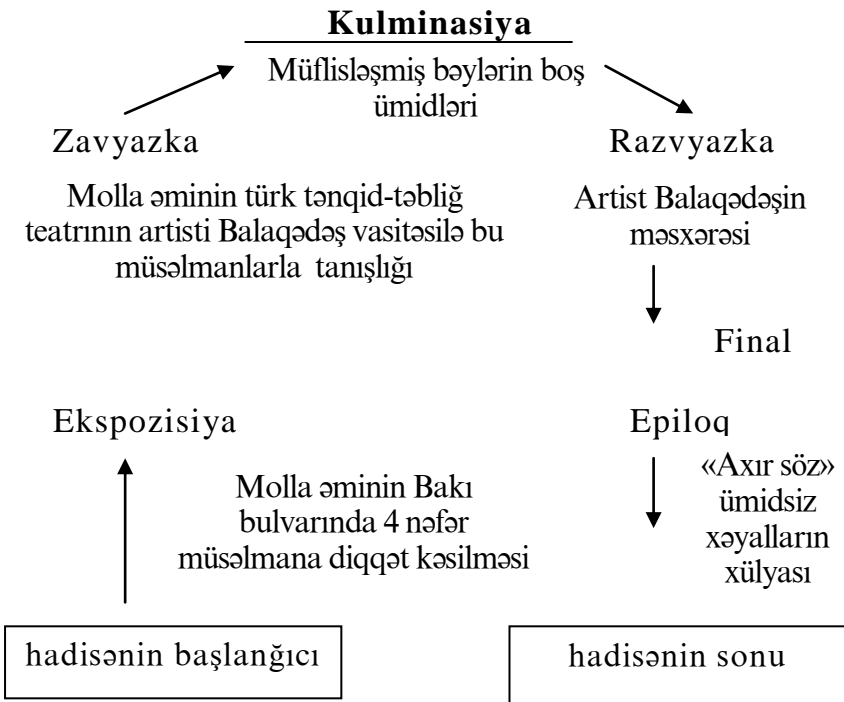 Kulminasiya
Müflisləşmiş bəylərin boş
ümidləri
Zavyazka
Razvyazka
Molla əminin türk tənqid-təbliğ
teatrının artisti Balaqədəş vasitəsilə bu
müsəlmanlarla tanışlığı
Artist Balaqədəşin
məsxərəsi
Final
Ekspozisiya
Epiloq
Molla əminin Bakı
bulvarında 4 nəfər
müsəlmana diqqət kəsilməsi
«Axır söz»
ümidsiz
xəyalların
xülyası
hadisənin başlanğıcı
hadisənin sonu